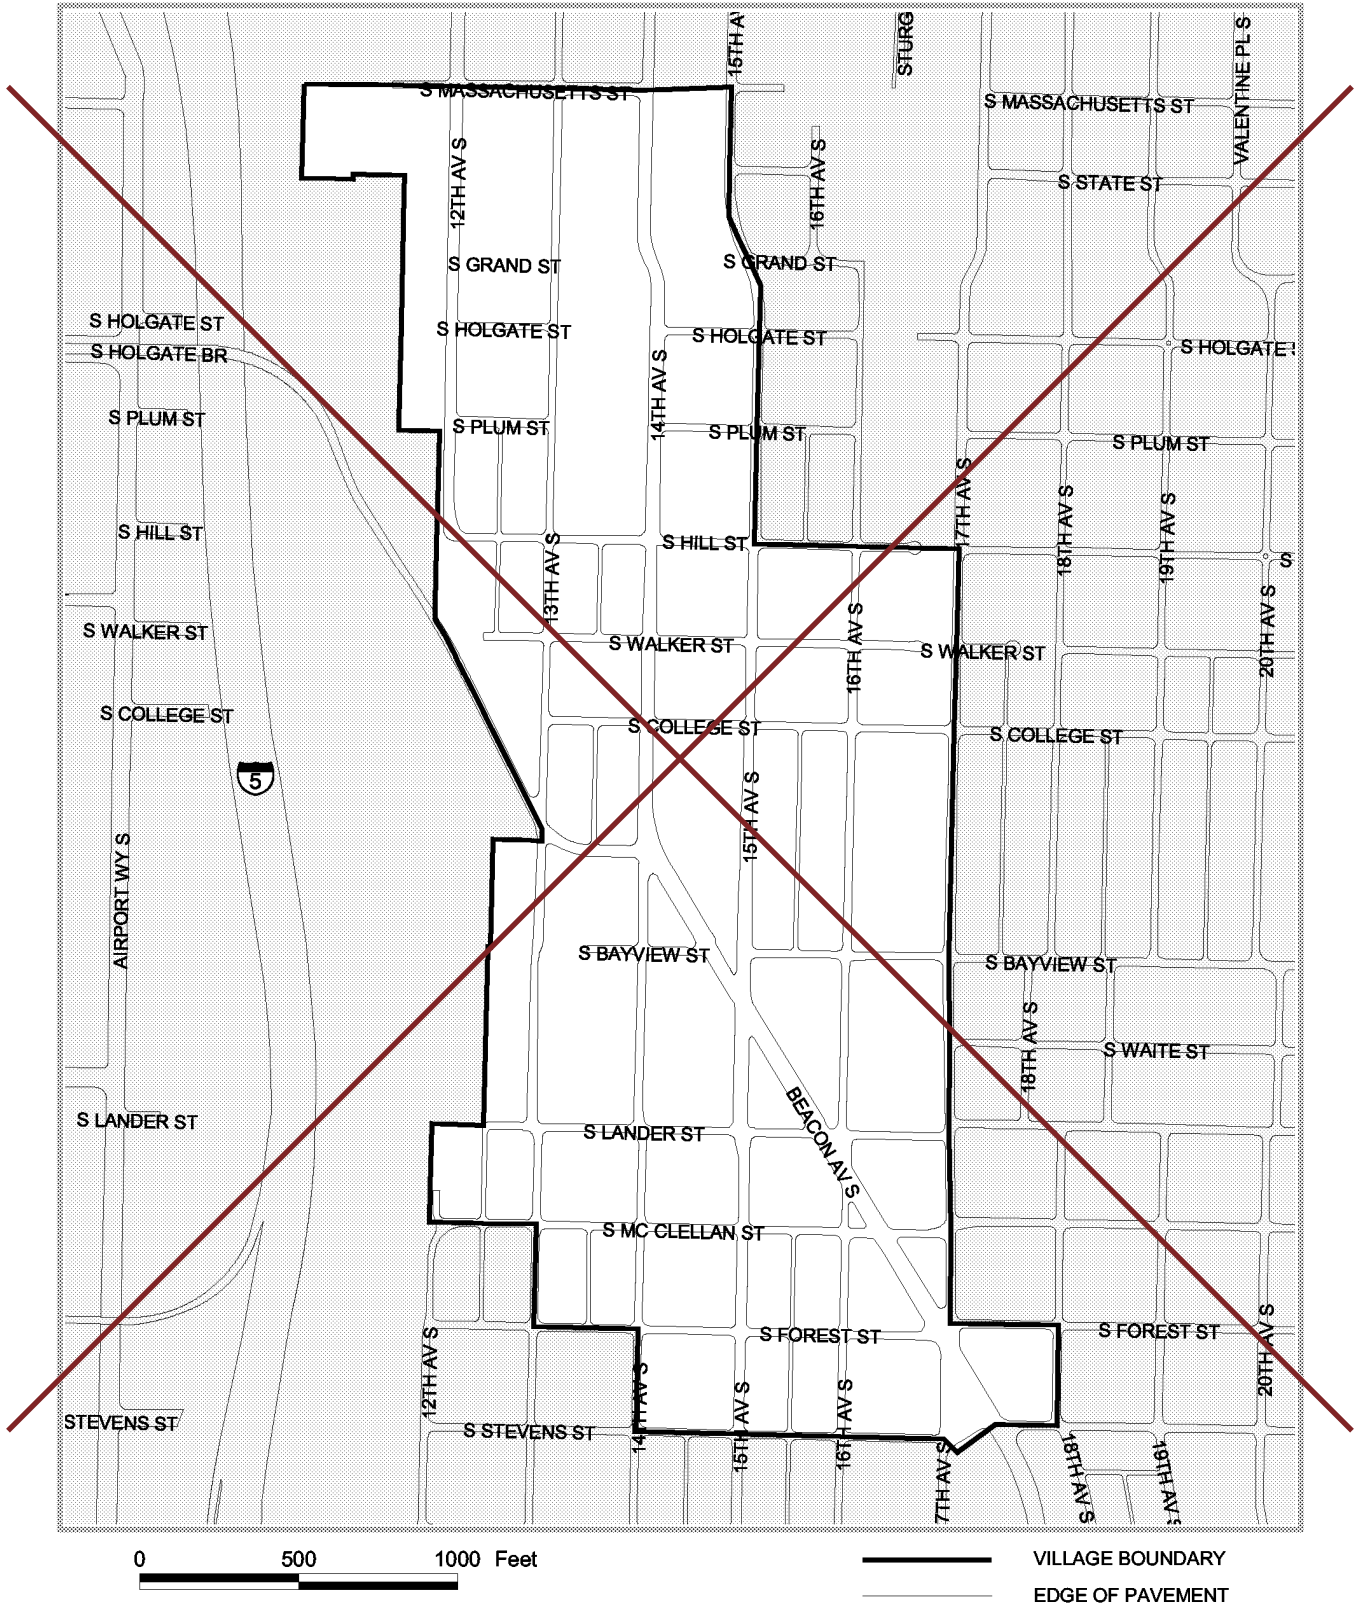 15TH A
STURG
VALENTINE PL S
S MASSACHUSETTS ST
S MASSACHUSETTS ST
12TH AV S
16TH AV S
S STATE ST
S GRAND ST
S GRAND ST
S HOLGATE ST
S HOLGATE ST
S HOLGATE ST
S HOLGATE S
S HOLGATE BR
14TH AV S
S PLUM ST
S PLUM ST
S PLUM ST
S PLUM ST
17TH AV S
18TH AV S
19TH AV S
S HILL ST
S HILL ST
S
13TH AV S
20TH AV S
16TH AV S
S WALKER ST
S WALKER ST
S WALKER ST
S COLLEGE ST
S COLLEGE ST
S COLLEGE ST
5
15TH AV S
AIRPORT WY S
S BAYVIEW ST
S BAYVIEW ST
18TH AV S
S WAITE ST
BEACON AV S
S LANDER ST
S LANDER ST
S MC CLELLAN ST
S FOREST ST
S FOREST ST
12TH AV S
14TH AV S
15TH AV S
16TH AV S
20TH AV S
STEVENS ST
S STEVENS ST
7TH AV S
18TH AV S
19TH AV S
0 500 1000 Feet
VILLAGE BOUNDARY
EDGE OF PAVEMENT